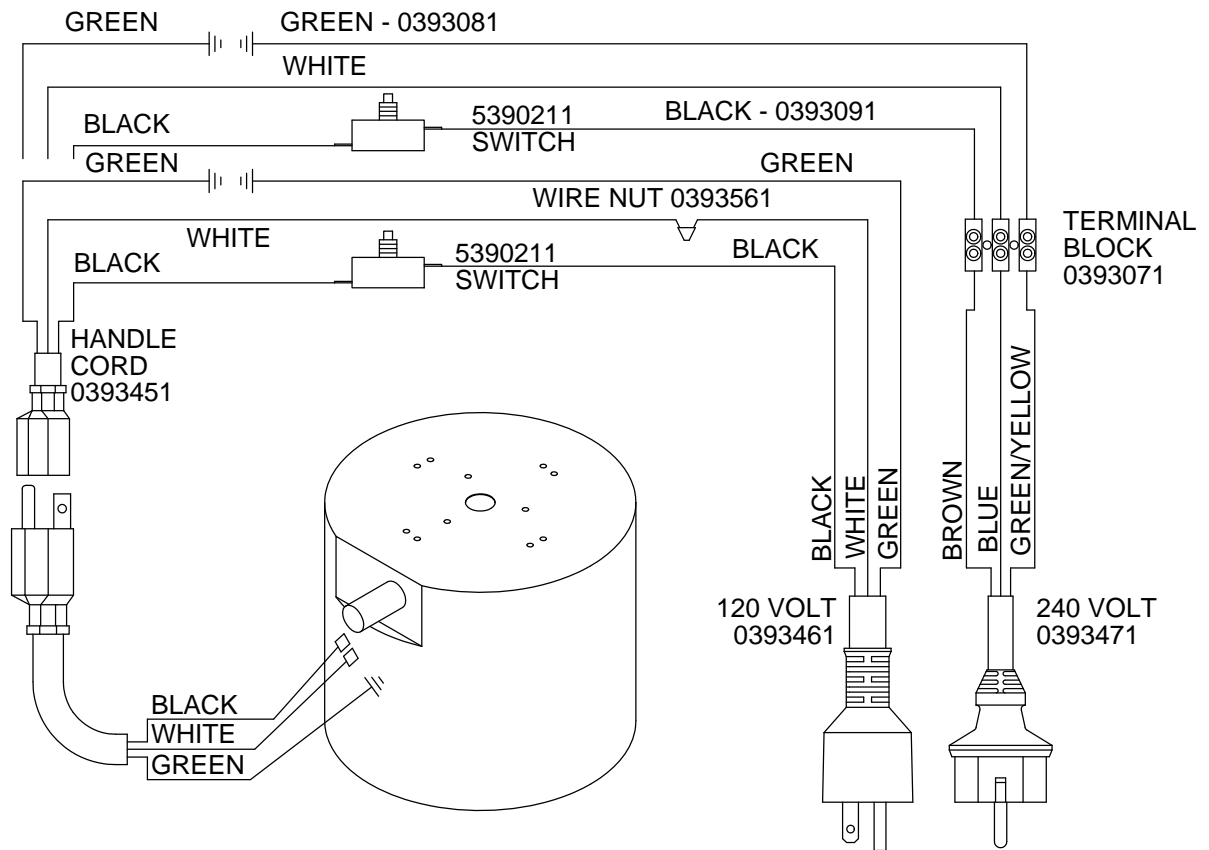 GREEN
GREEN - 0393081
WHITE
BLACK
5390211
SWITCH
BLACK - 0393091
GREEN
GREEN
WIRE NUT 0393561
WHITE
BLACK
5390211
SWITCH
BLACK
TERMINAL
BLOCK
0393071
HANDLE
CORD
0393451
BLACK
WHITE
GREEN
BROWN
BLUE
GREEN/YELLOW
120 VOLT
0393461
240 VOLT
0393471
BLACK
WHITE
GREEN